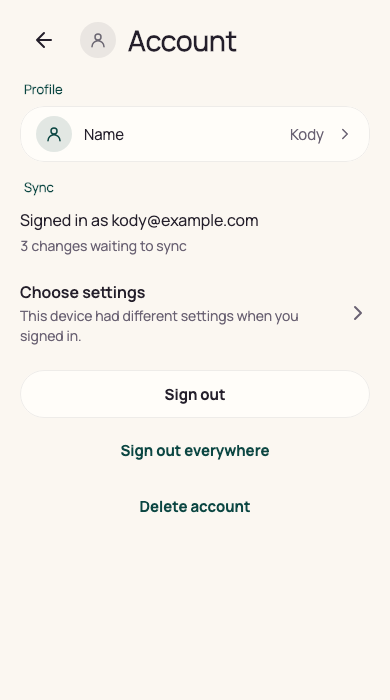 Account
Profile
Name Kody
Sync
Signed in as kody@example.com
3 changes waiting to sync
Choose settings
This device had different settings when you
signed in.
Sign out
Sign out everywhere
Delete account